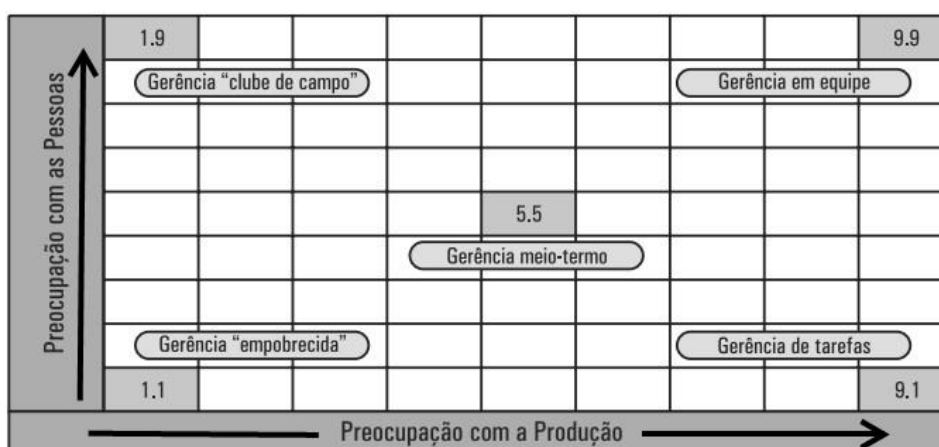 1.9
9.9
Gerência “clube de campo”
Gerência em equipe
Preocupação com as Pessoas
5.5
Gerência meio-termo
Gerência “empobrecida”
Gerência de tarefas
1.1
9.1
Preocupação com a Produção